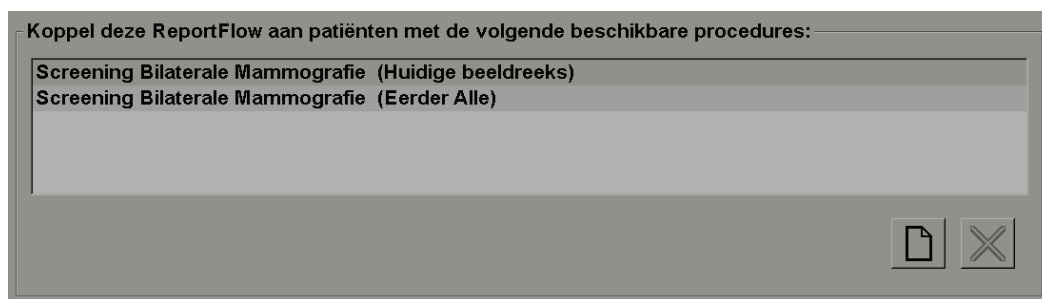 Koppel deze ReportFlow aan patiënten met de volgende beschikbare procedures:
Screening Bilaterale Mammografie (Huidige beeldreeks)
Screening Bilaterale Mammografie (Eerder Alle)